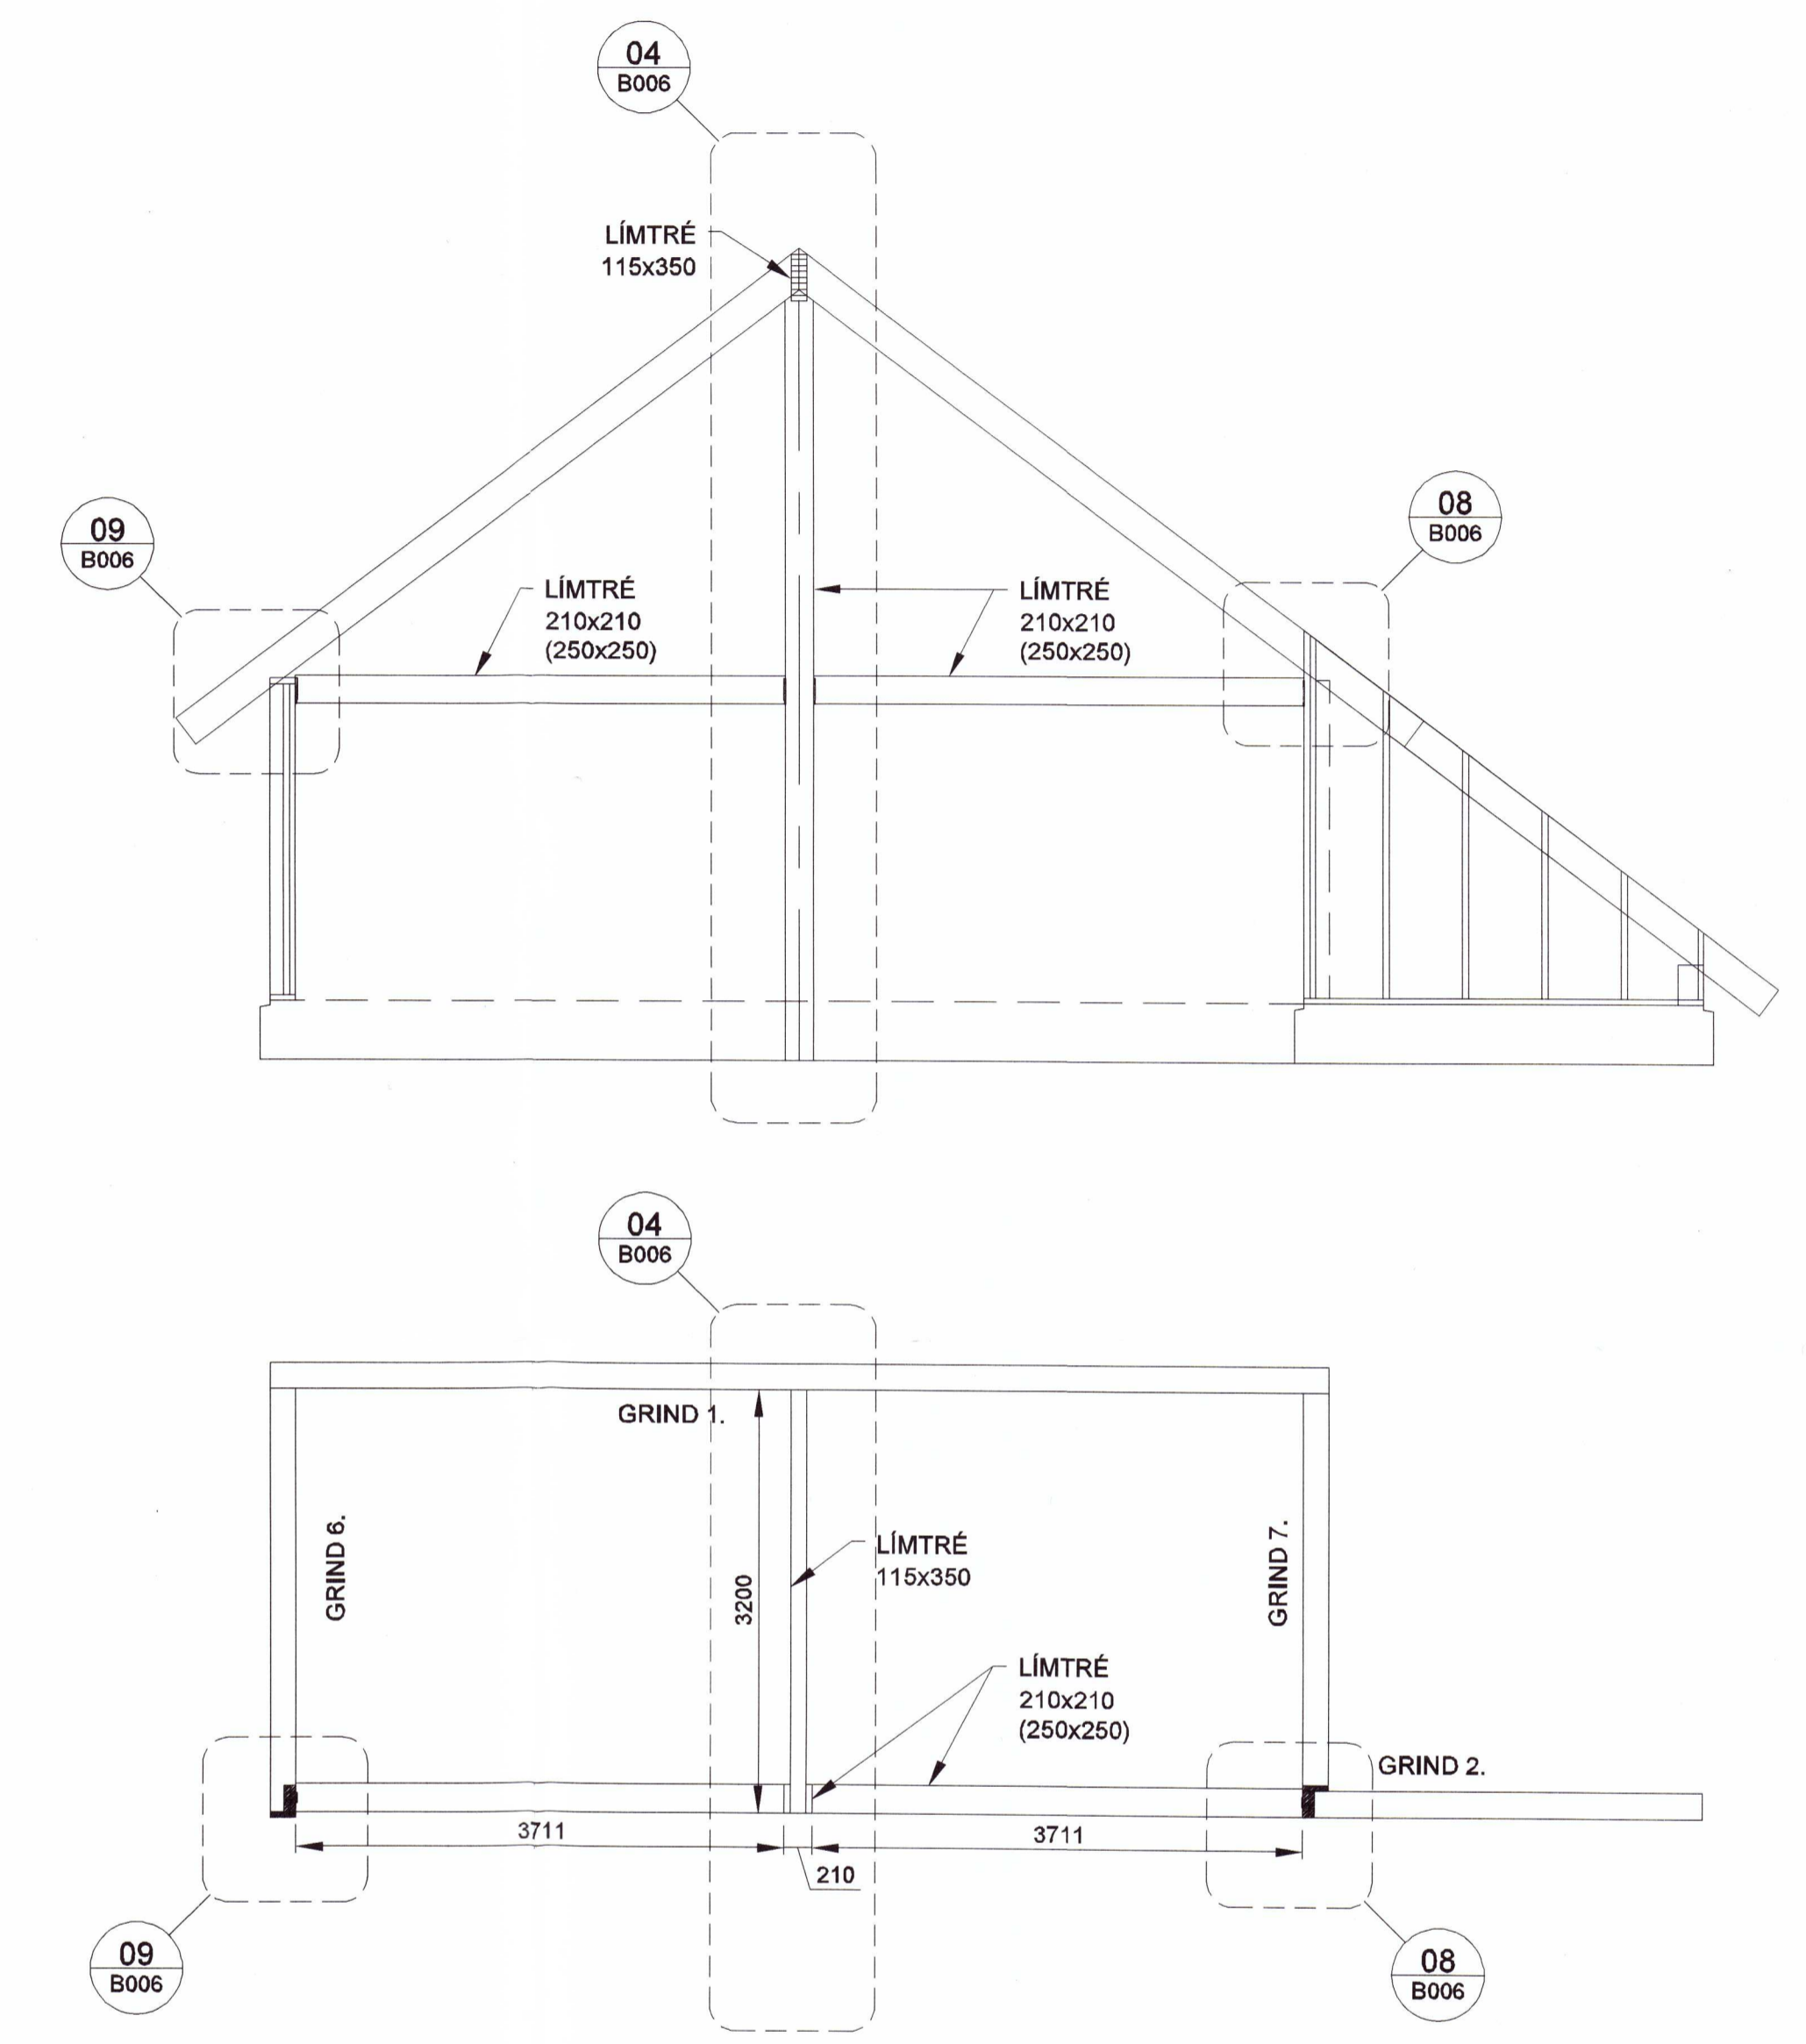 04
B006
LÍMTRÉ
115x350
08
B006
09
B006
LÍMTRÉ
210x210
(250x250)
LÍMTRÉ
210x210
(250x250)
04
B006
GRIND 1.
GRIND 6.
3200
LÍMTRÉ
115x350
GRIND 7.
LÍMTRÉ
210x210
(250x250)
GRIND 2.
3711
3711
210
09
B006
08
B006